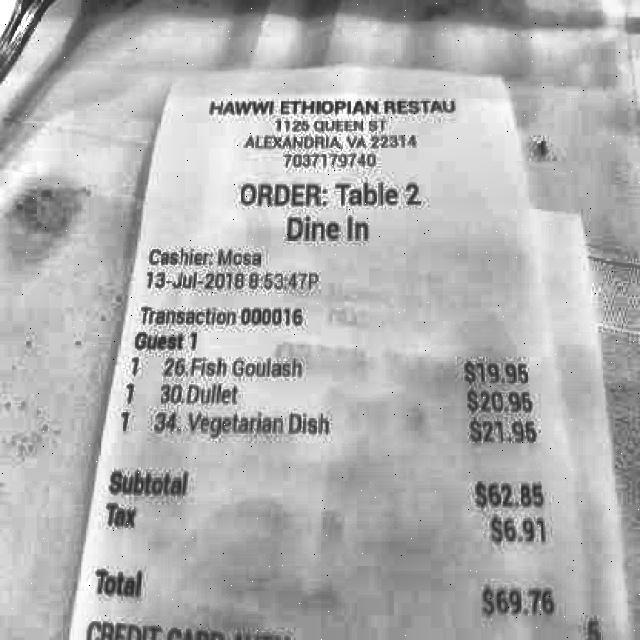 HAWWI ETHIOPIAN RESTAU
1125 QUEEN ST
ALEXANDRIA, VA 22314
7037179740
ORDER: Table 2
Dine In
Cashier: Mosa
13-Jul-2018 8:53:47P
Transaction 000016
Guest 1
1 26.Fish Goulash $19.95
1 30.Dullet $20.95
1 34. Vegetarian Dish $21.95
Subtotal $62.85
Tax $6.91
Total $69.76
CREDIT CARD